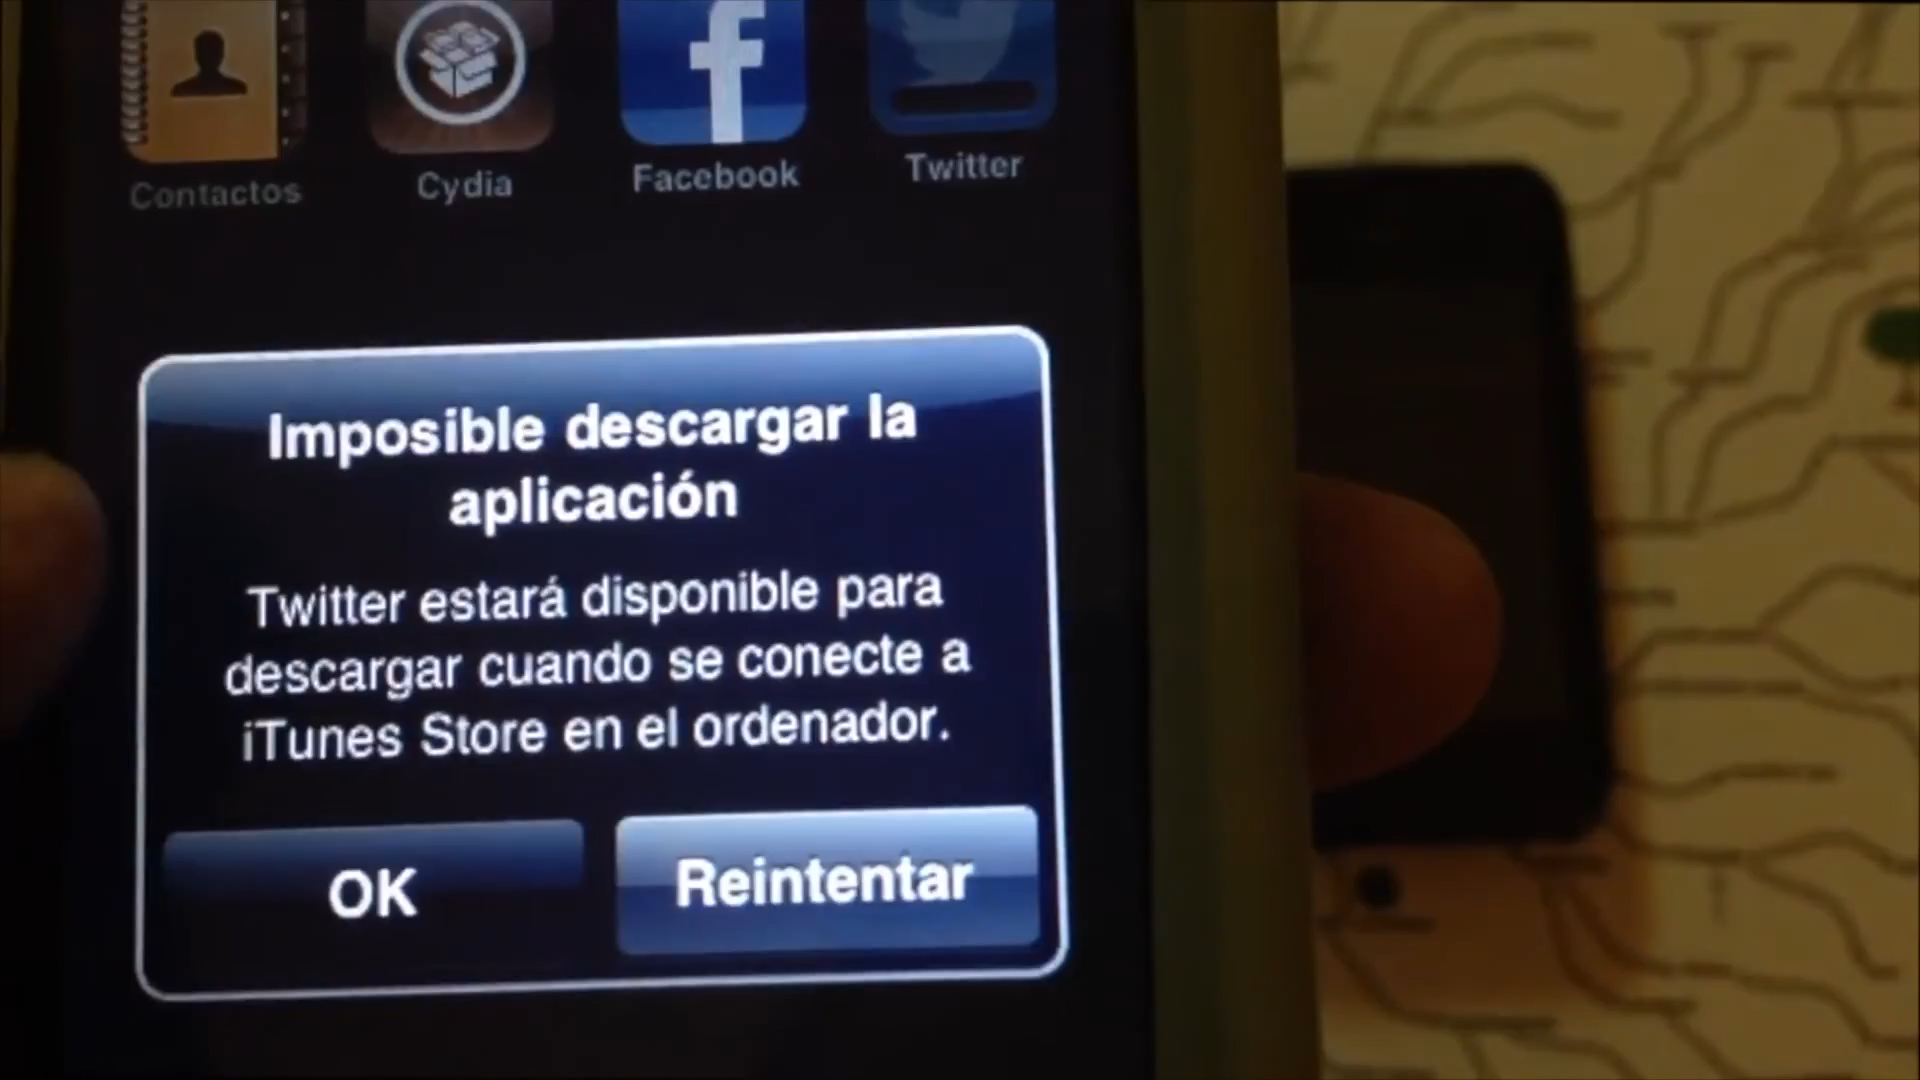 Contactos Cydia Facebook Twitter
Imposible descargar la
aplicación
Twitter estará disponible para
descargar cuando se conecte a
iTunes Store en el ordenador.
OK Reintentar